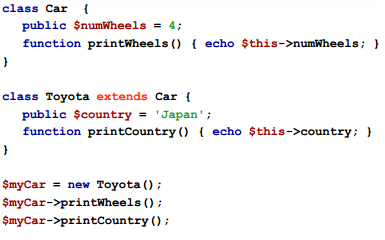 class Car  {
   public $numWheels = 4;
   function printWheels() { echo $this->numWheels; }
}
class Toyota extends Car {
   public $country = 'Japan';
   function printCountry() { echo $this->country; }
}
$myCar = new Toyota();
$myCar->printWheels();
$myCar->printCountry();